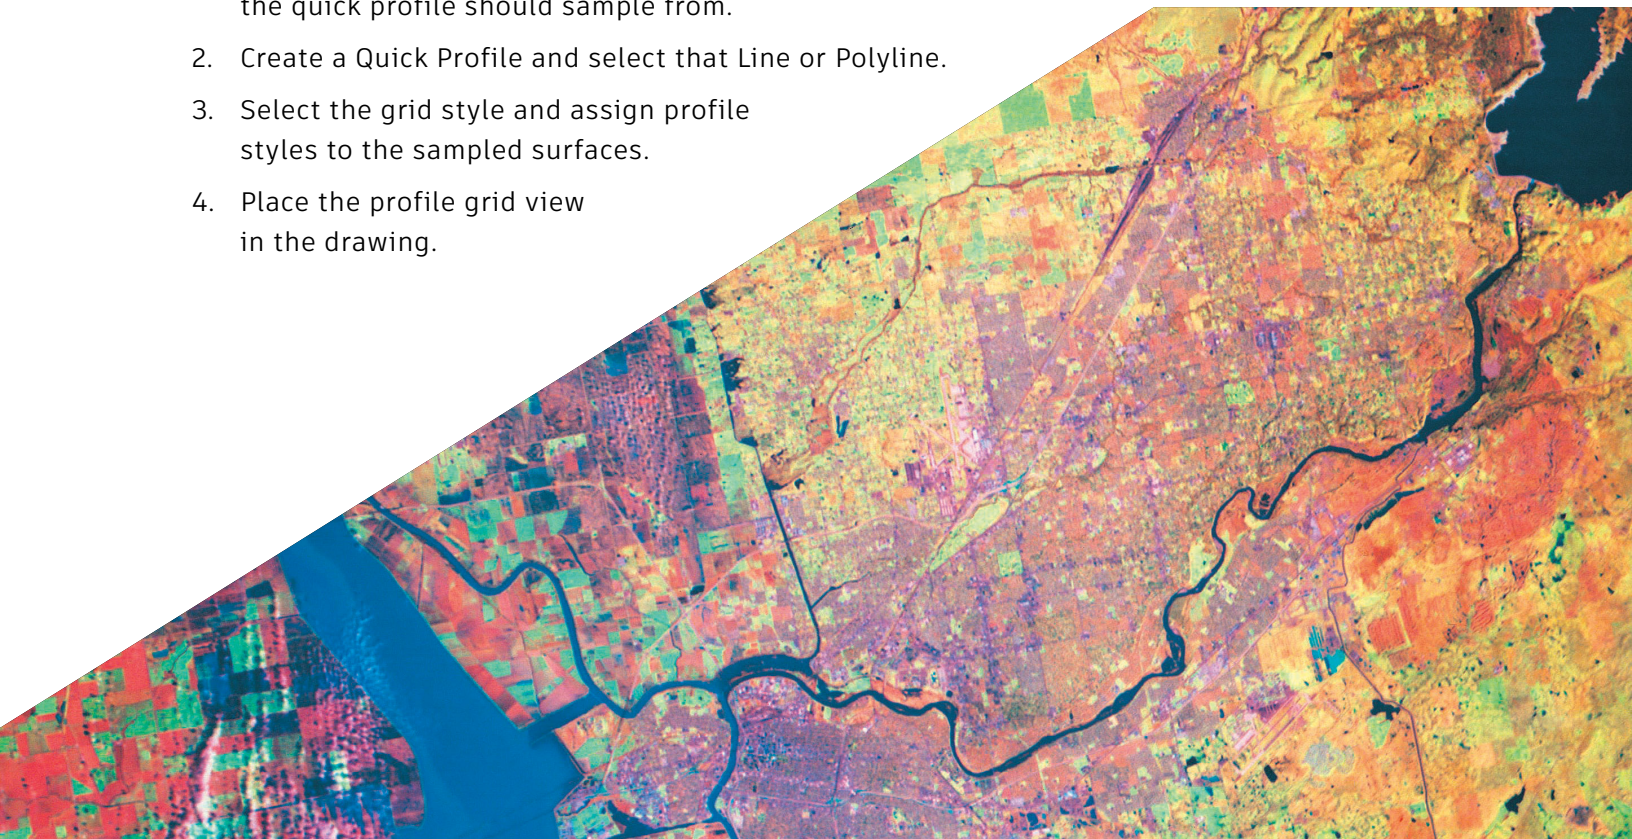 the quick profile should sample from.
2. Create a Quick Profile and select that Line or Polyline.
3. Select the grid style and assign profile
styles to the sampled surfaces.
4. Place the profile grid view
in the drawing.